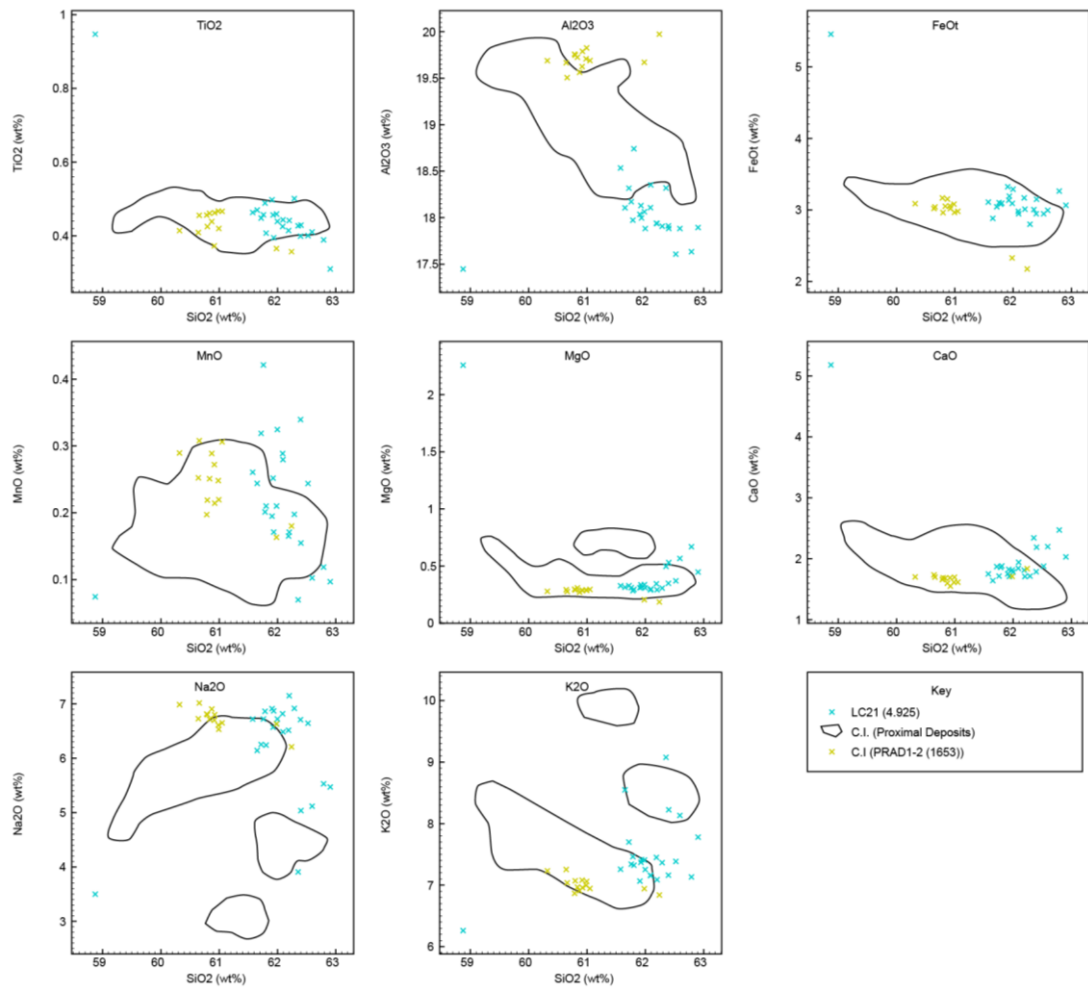 TiO2
1
0.8
0.6
0.4
TiO2 (wt%)
59 60 61 62 63
SiO2 (wt%)
Al2O3
20
19.5
19
18.5
18
17.5
Al2O3 (wt%)
59 60 61 62 63
SiO2 (wt%)
FeOt
5
4
3
2
FeOt (wt%)
59 60 61 62 63
SiO2 (wt%)
MnO
0.4
0.3
0.2
0.1
MnO (wt%)
59 60 61 62 63
SiO2 (wt%)
MgO
2
1.5
1
0.5
0
MgO (wt%)
59 60 61 62 63
SiO2 (wt%)
CaO
5
4
3
2
1
CaO (wt%)
59 60 61 62 63
SiO2 (wt%)
Na2O
7
6
5
4
3
Na2O (wt%)
59 60 61 62 63
SiO2 (wt%)
K2O
10
9
8
7
6
K2O (wt%)
59 60 61 62 63
SiO2 (wt%)
Key
LC21 (4.925)
C.I. (Proximal Deposits)
C.I (PRAD1-2 (1653))